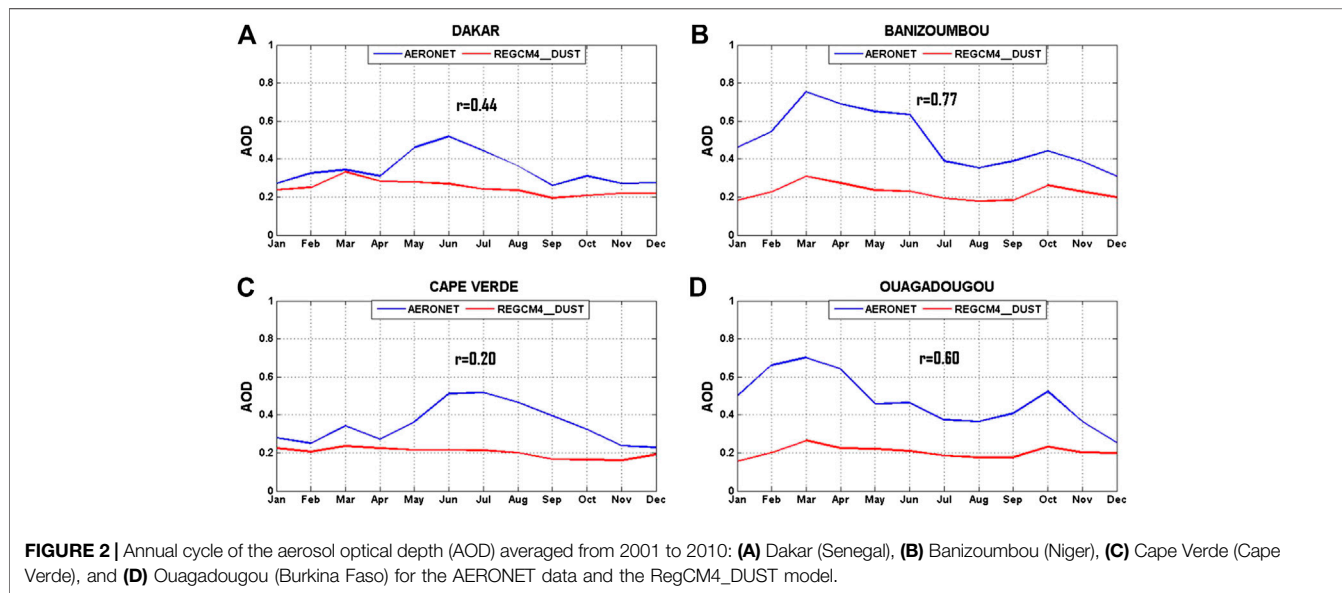 A
DAKAR
AERONET REGCM4__DUST
r=0.44
AOD
1
0.8
0.6
0.4
0.2
0
Jan Feb Mar Apr May Jun Jul Aug Sep Oct Nov Dec
B
BANIZOUMBOU
AERONET REGCM4__DUST
r=0.77
AOD
1
0.8
0.6
0.4
0.2
0
Jan Feb Mar Apr May Jun Jul Aug Sep Oct Nov Dec
C
CAPE VERDE
AERONET REGCM4__DUST
r=0.20
AOD
1
0.8
0.6
0.4
0.2
0
Jan Feb Mar Apr May Jun Jul Aug Sep Oct Nov Dec
D
OUAGADOUGOU
AERONET REGCM4__DUST
r=0.60
AOD
1
0.8
0.6
0.4
0.2
0
Jan Feb Mar Apr May Jun Jul Aug Sep Oct Nov Dec
FIGURE 2 | Annual cycle of the aerosol optical depth (AOD) averaged from 2001 to 2010: (A) Dakar (Senegal), (B) Banizoumbou (Niger), (C) Cape Verde (Cape
Verde), and (D) Ouagadougou (Burkina Faso) for the AERONET data and the RegCM4_DUST model.